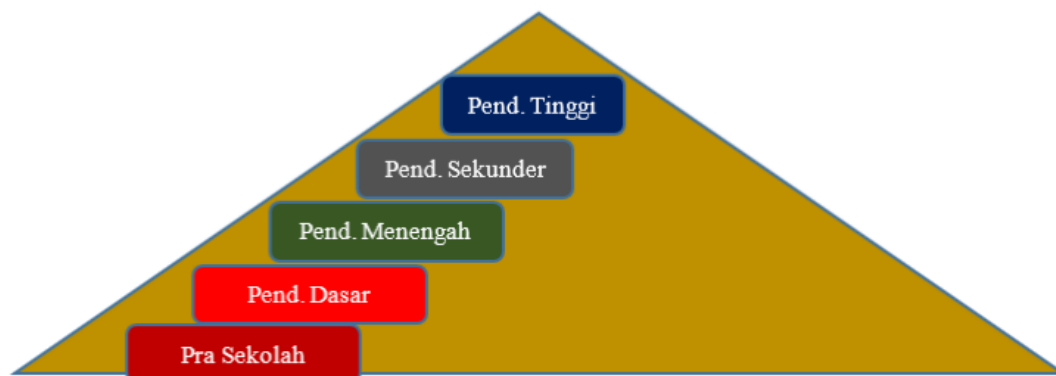 Pend. Tinggi
Pend. Sekunder
Pend. Menengah
Pend. Dasar
Pra Sekolah